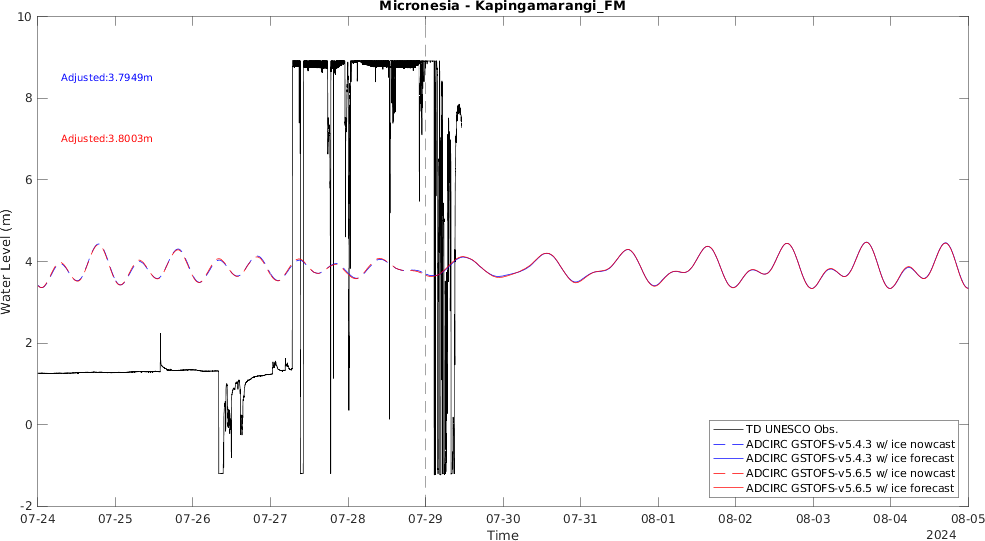 Micronesia - Kapingamarangi_FM
Adjusted:3.7949m
Adjusted:3.8003m
Water Level (m)
10
8
6
4
2
0
-2
07-24 07-25 07-26 07-27 07-28 07-29 07-30 07-31 08-01 08-02 08-03 08-04 08-05
Time
2024
TD UNESCO Obs.
ADCIRC GSTOFS-v5.4.3 w/ ice nowcast
ADCIRC GSTOFS-v5.4.3 w/ ice forecast
ADCIRC GSTOFS-v5.6.5 w/ ice nowcast
ADCIRC GSTOFS-v5.6.5 w/ ice forecast